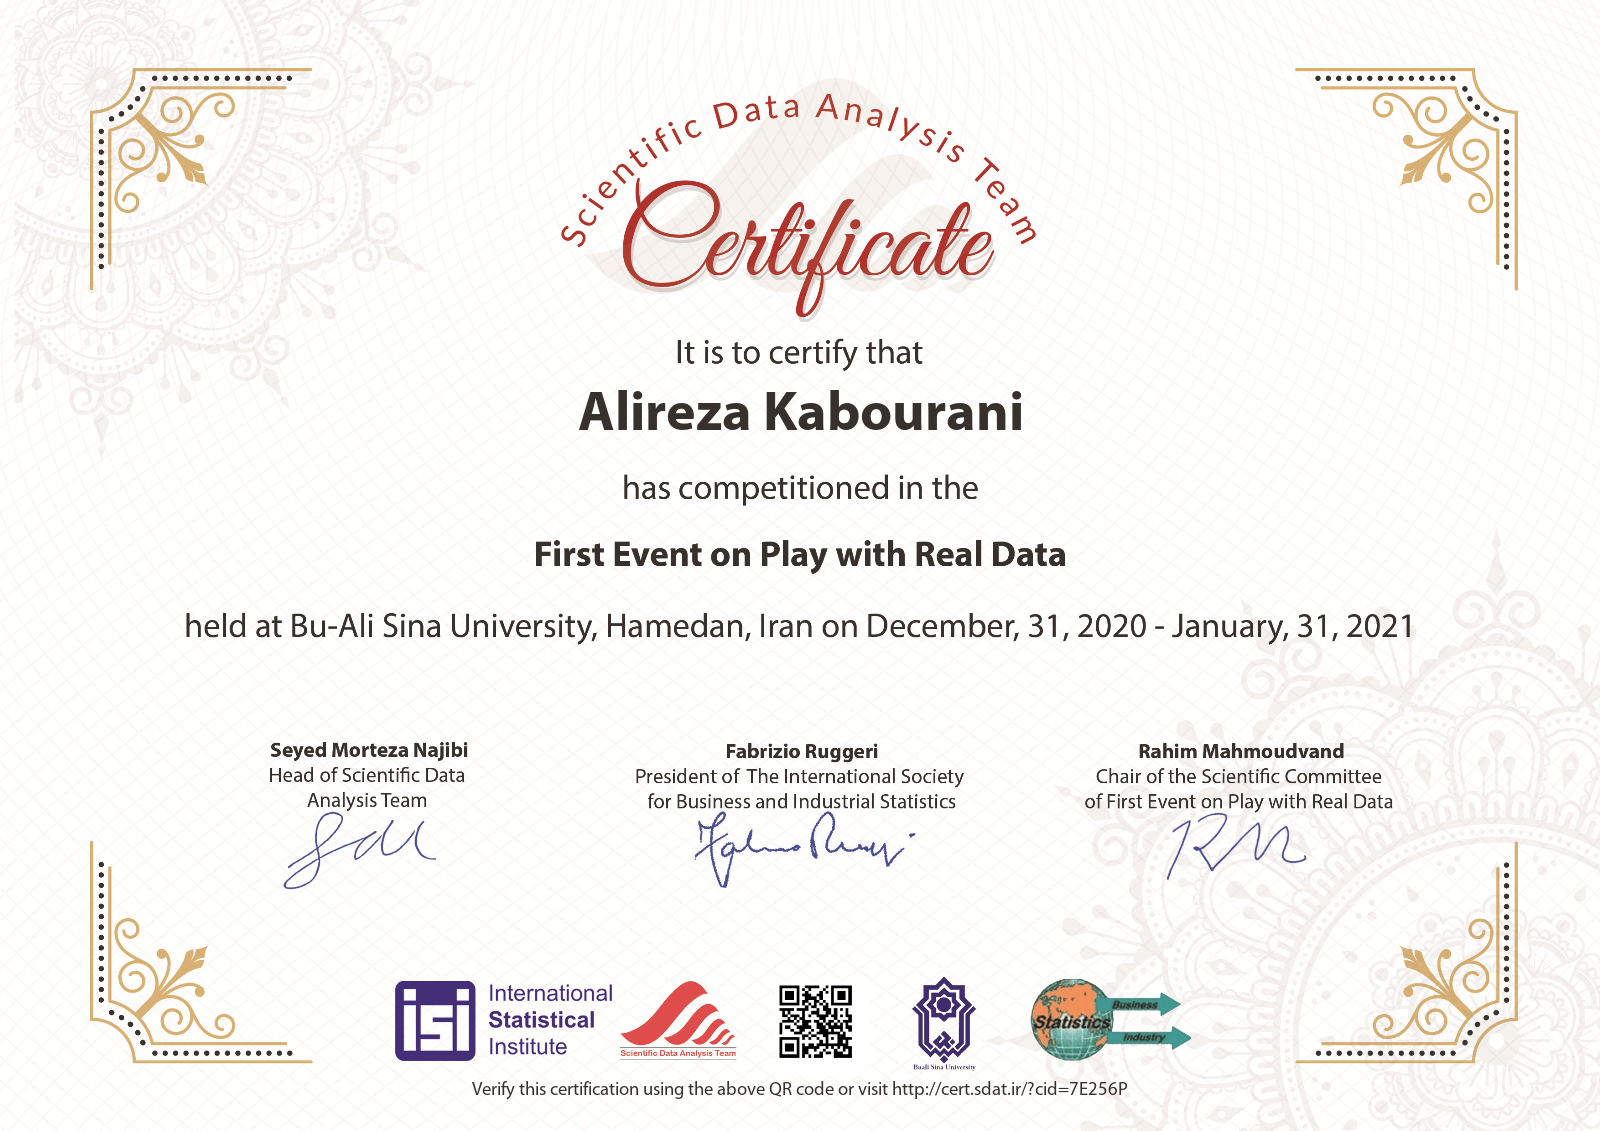 Scientific Data Analysis Team
Certificate
It is to certify that
Alireza Kabourani
has competitioned in the
First Event on Play with Real Data
held at Bu-Ali Sina University, Hamedan, Iran on December, 31, 2020 - January, 31, 2021
Seyed Morteza Najibi
Head of Scientific Data
Analysis Team
Fabrizio Ruggeri
President of The International Society
for Business and Industrial Statistics
Rahim Mahmoudvand
Chair of the Scientific Committee
of First Event on Play with Real Data
isi
International
Statistical
Institute
Scientific Data Analysis Team
Buali Sina University
Statistics
Business
Industry
Verify this certification using the above QR code or visit http://cert.sdat.ir/?cid=7E256P